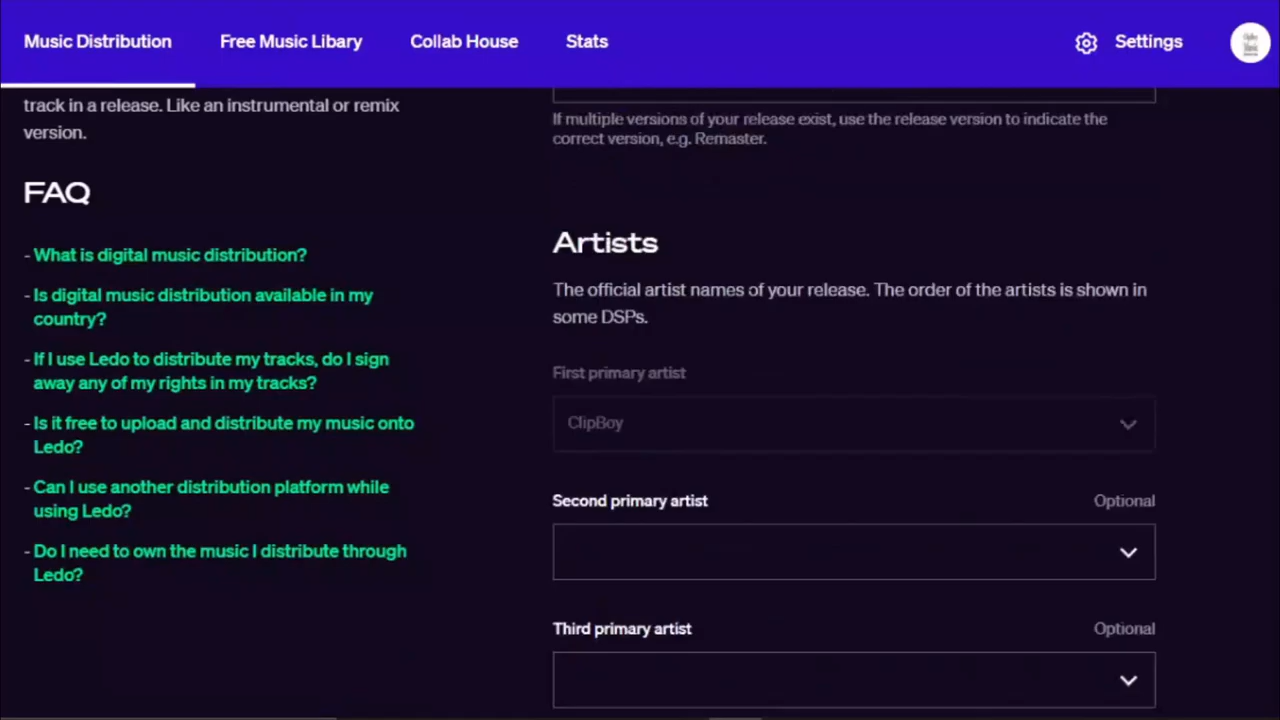 Music Distribution
Free Music Libary
Collab House
Stats
Settings
track in a release. Like an instrumental or remix
version.
FAQ
- What is digital music distribution?
- Is digital music distribution available in my
country?
- If I use Ledo to distribute my tracks, do I sign
away any of my rights in my tracks?
- Is it free to upload and distribute my music onto
Ledo?
- Can I use another distribution platform while
using Ledo?
- Do I need to own the music I distribute through
Ledo?
If multiple versions of your release exist, use the release version to indicate the
correct version, e.g. Remaster.
Artists
The official artist names of your release. The order of the artists is shown in
some DSPs.
First primary artist
ClipBoy
Second primary artist
Optional
Third primary artist
Optional